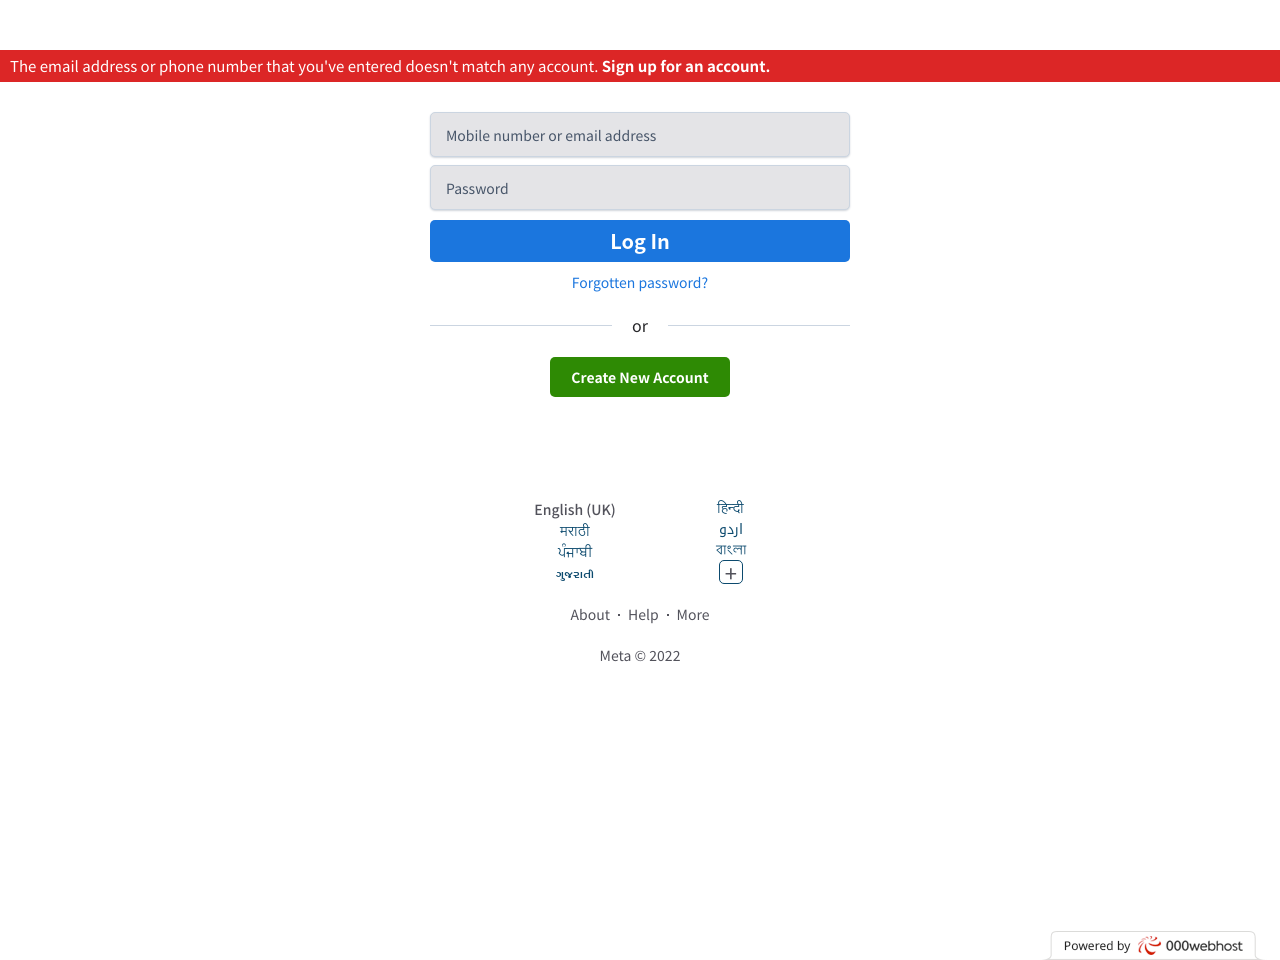 The email address or phone number that you've entered doesn't match any account. Sign up for an account.
Mobile number or email address
Password
Log In
Forgotten password?
or
Create New Account
English (UK)
मराठी
ਪੰਜਾਬੀ
ગુજરાતી
हिन्दी
اردو
বাংলা
About · Help · More
Meta © 2022
Powered by 000webhost